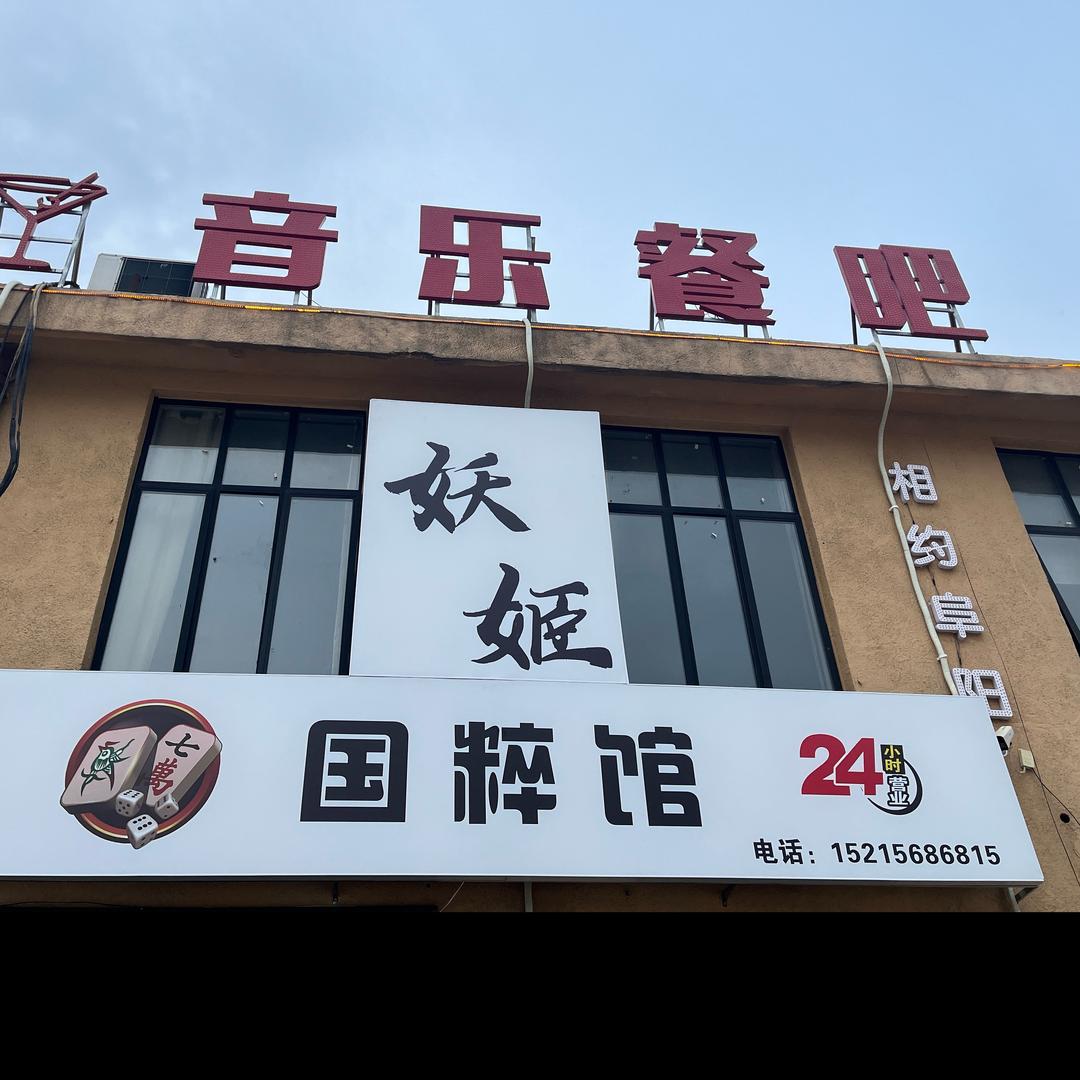 音乐餐吧
妖姬
相约阜阳
七萬
国粹馆
24小时营业
电话：15215686815